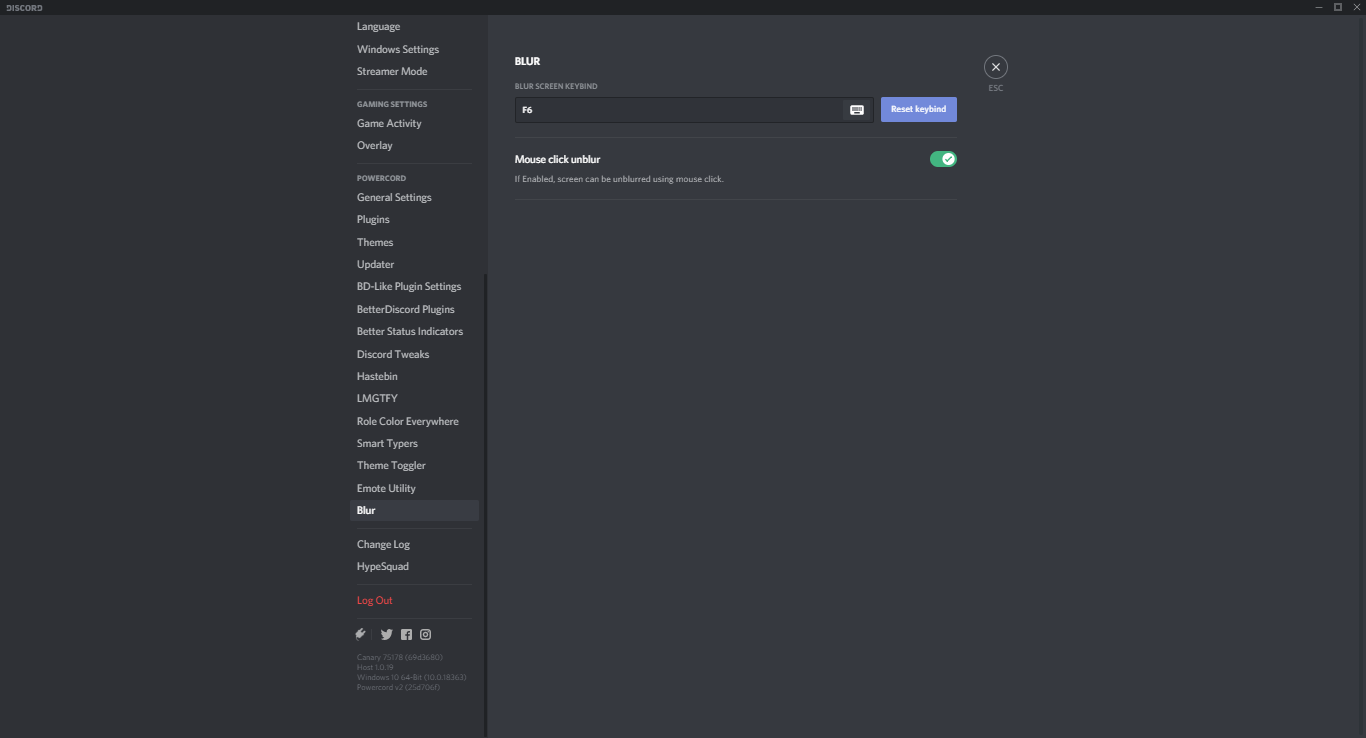 DISCORD
Language
Windows Settings
Streamer Mode
GAMING SETTINGS
Game Activity
Overlay
POWERCORD
General Settings
Plugins
Themes
Updater
BD-Like Plugin Settings
BetterDiscord Plugins
Better Status Indicators
Discord Tweaks
Hastebin
LMGTFY
Role Color Everywhere
Smart Typers
Theme Toggler
Emote Utility
Blur
Change Log
HypeSquad
Log Out
Canary 75178 (69d3680)
Host 1.0.19
Windows 10 64-Bit (10.0.18363)
Powercord v2 (25d706f)
BLUR
BLUR SCREEN KEYBIND
F6
Reset keybind
Mouse click unblur
If Enabled, screen can be unblurred using mouse click.
ESC